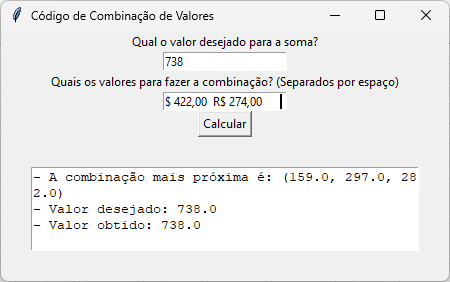 Código de Combinação de Valores
Qual o valor desejado para a soma?
738
Quais os valores para fazer a combinação? (Separados por espaço)
$ 422,00  R$ 274,00
Calcular
- A combinação mais próxima é: (159.0, 297.0, 28
2.0)
- Valor desejado: 738.0
- Valor obtido: 738.0